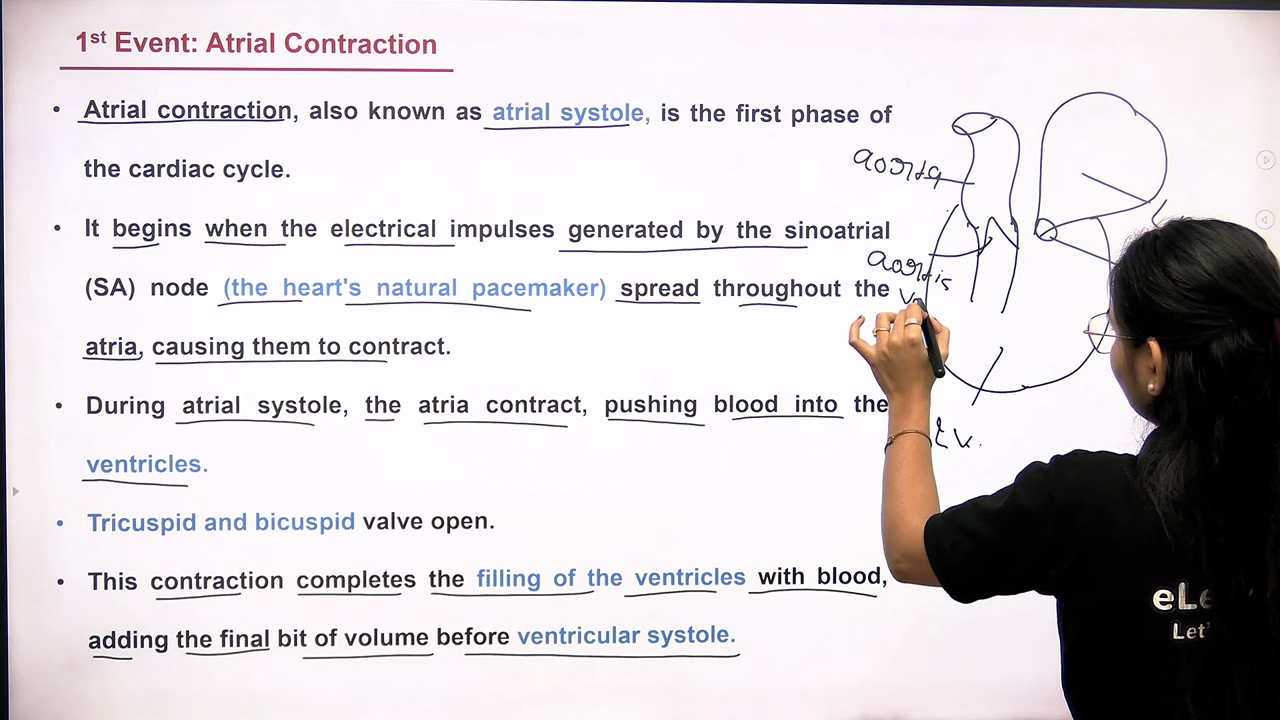 1st Event: Atrial Contraction
• Atrial contraction, also known as atrial systole, is the first phase of
the cardiac cycle.
• It begins when the electrical impulses generated by the sinoatrial
(SA) node (the heart's natural pacemaker) spread throughout the
atria, causing them to contract.
• During atrial systole, the atria contract, pushing blood into the
ventricles.
• Tricuspid and bicuspid valve open.
• This contraction completes the filling of the ventricles with blood,
adding the final bit of volume before ventricular systole.
aorta
aortis
eLe
Let'